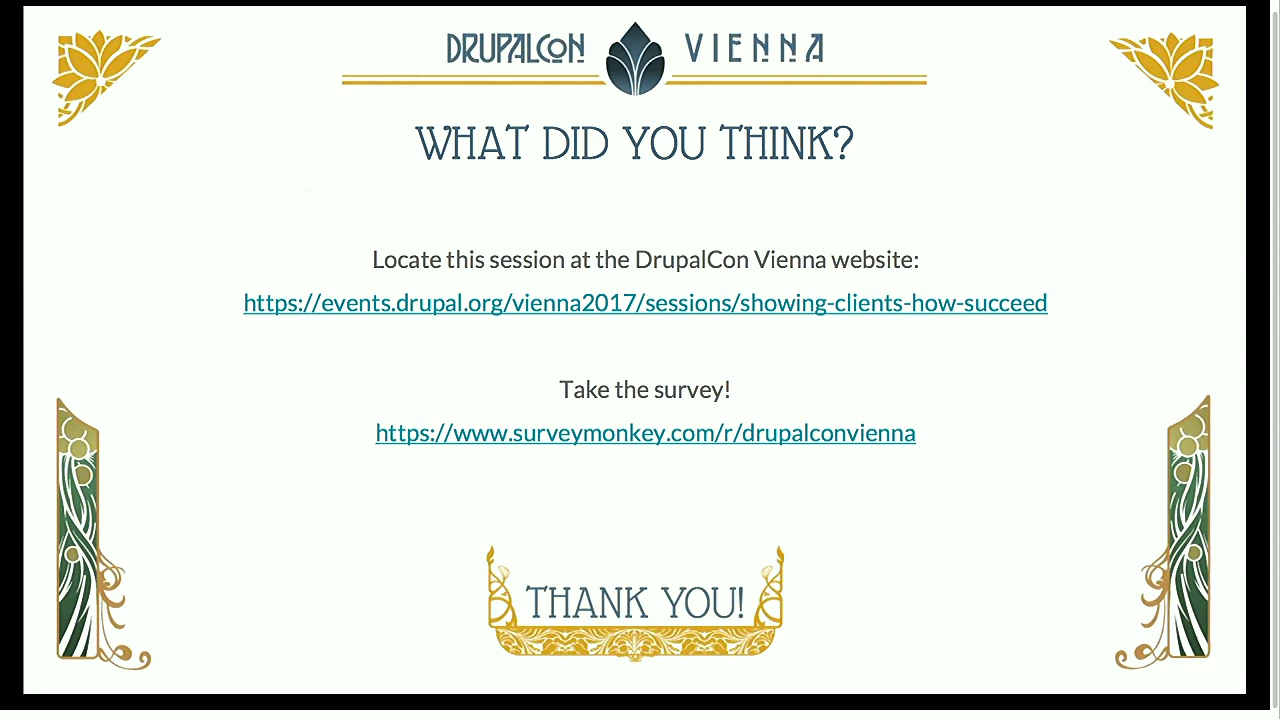 DRUPALCON VIENNA
WHAT DID YOU THINK?
Locate this session at the DrupalCon Vienna website:
https://events.drupal.org/vienna2017/sessions/showing-clients-how-succeed
Take the survey!
https://www.surveymonkey.com/r/drupalconvienna
THANK YOU!